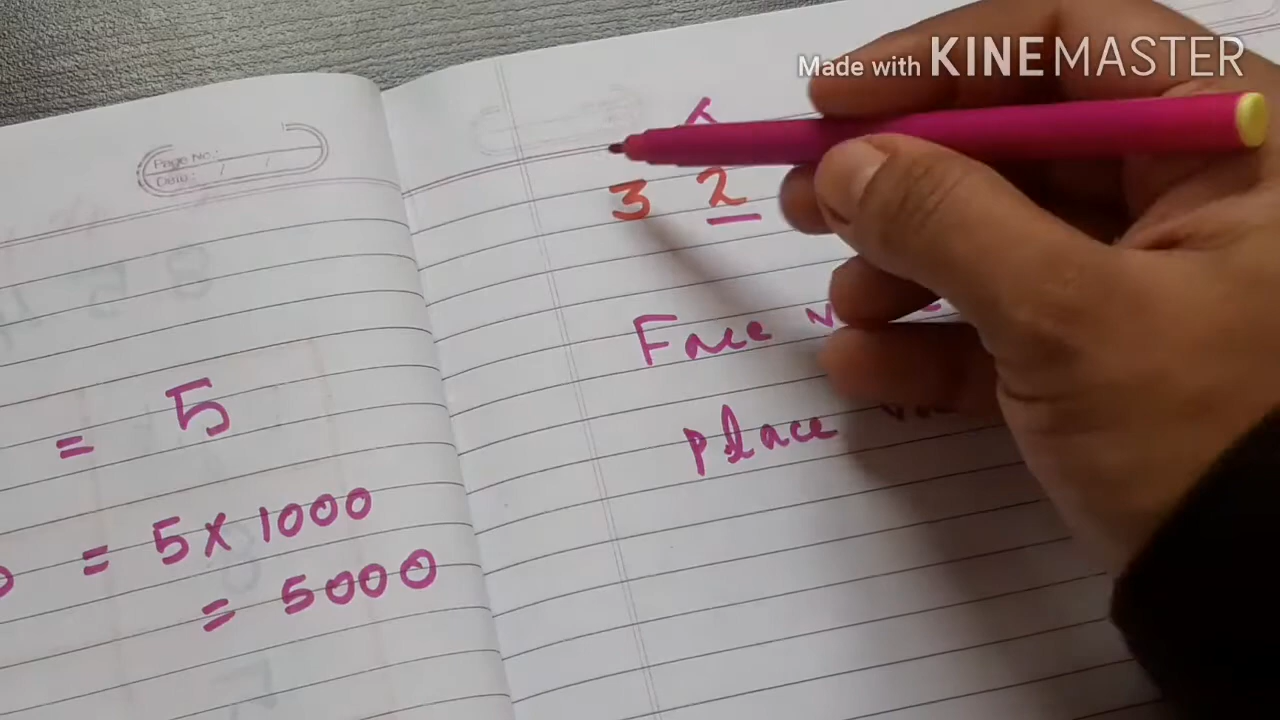 Made with KINEMASTER
Page No.:
Date: / /
= 5
= 5 X 1000
= 5000
3 2
Face
Place